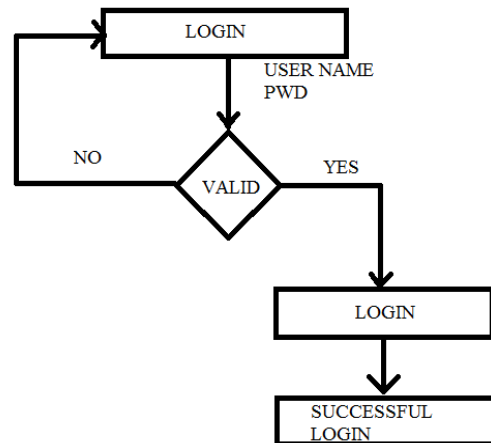 LOGIN
USER NAME
PWD
NO
YES
VALID
LOGIN
SUCCESSFUL
LOGIN